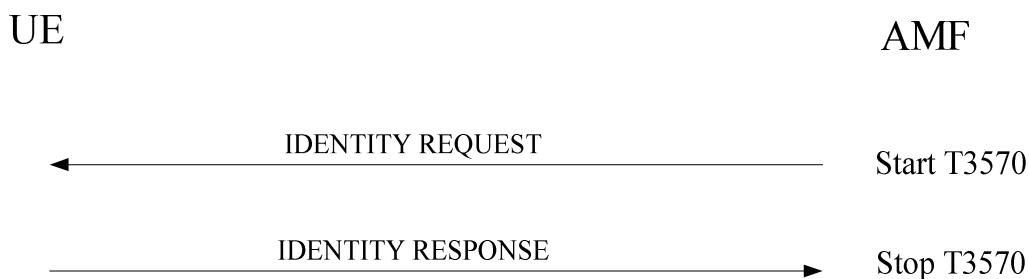 UE
AMF
IDENTITY REQUEST
Start T3570
IDENTITY RESPONSE
Stop T3570